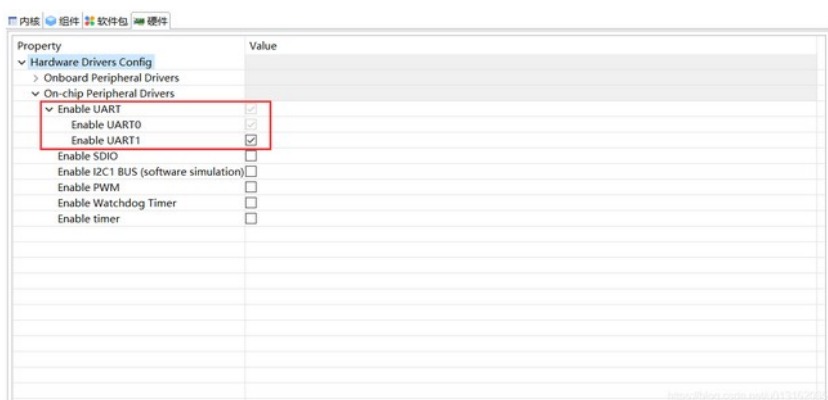 内核 组件 软件包 硬件
Property Value
Hardware Drivers Config
Onboard Peripheral Drivers
On-chip Peripheral Drivers
Enable UART
Enable UART0
Enable UART1
Enable SDIO
Enable I2C1 BUS (software simulation)
Enable PWM
Enable Watchdog Timer
Enable timer